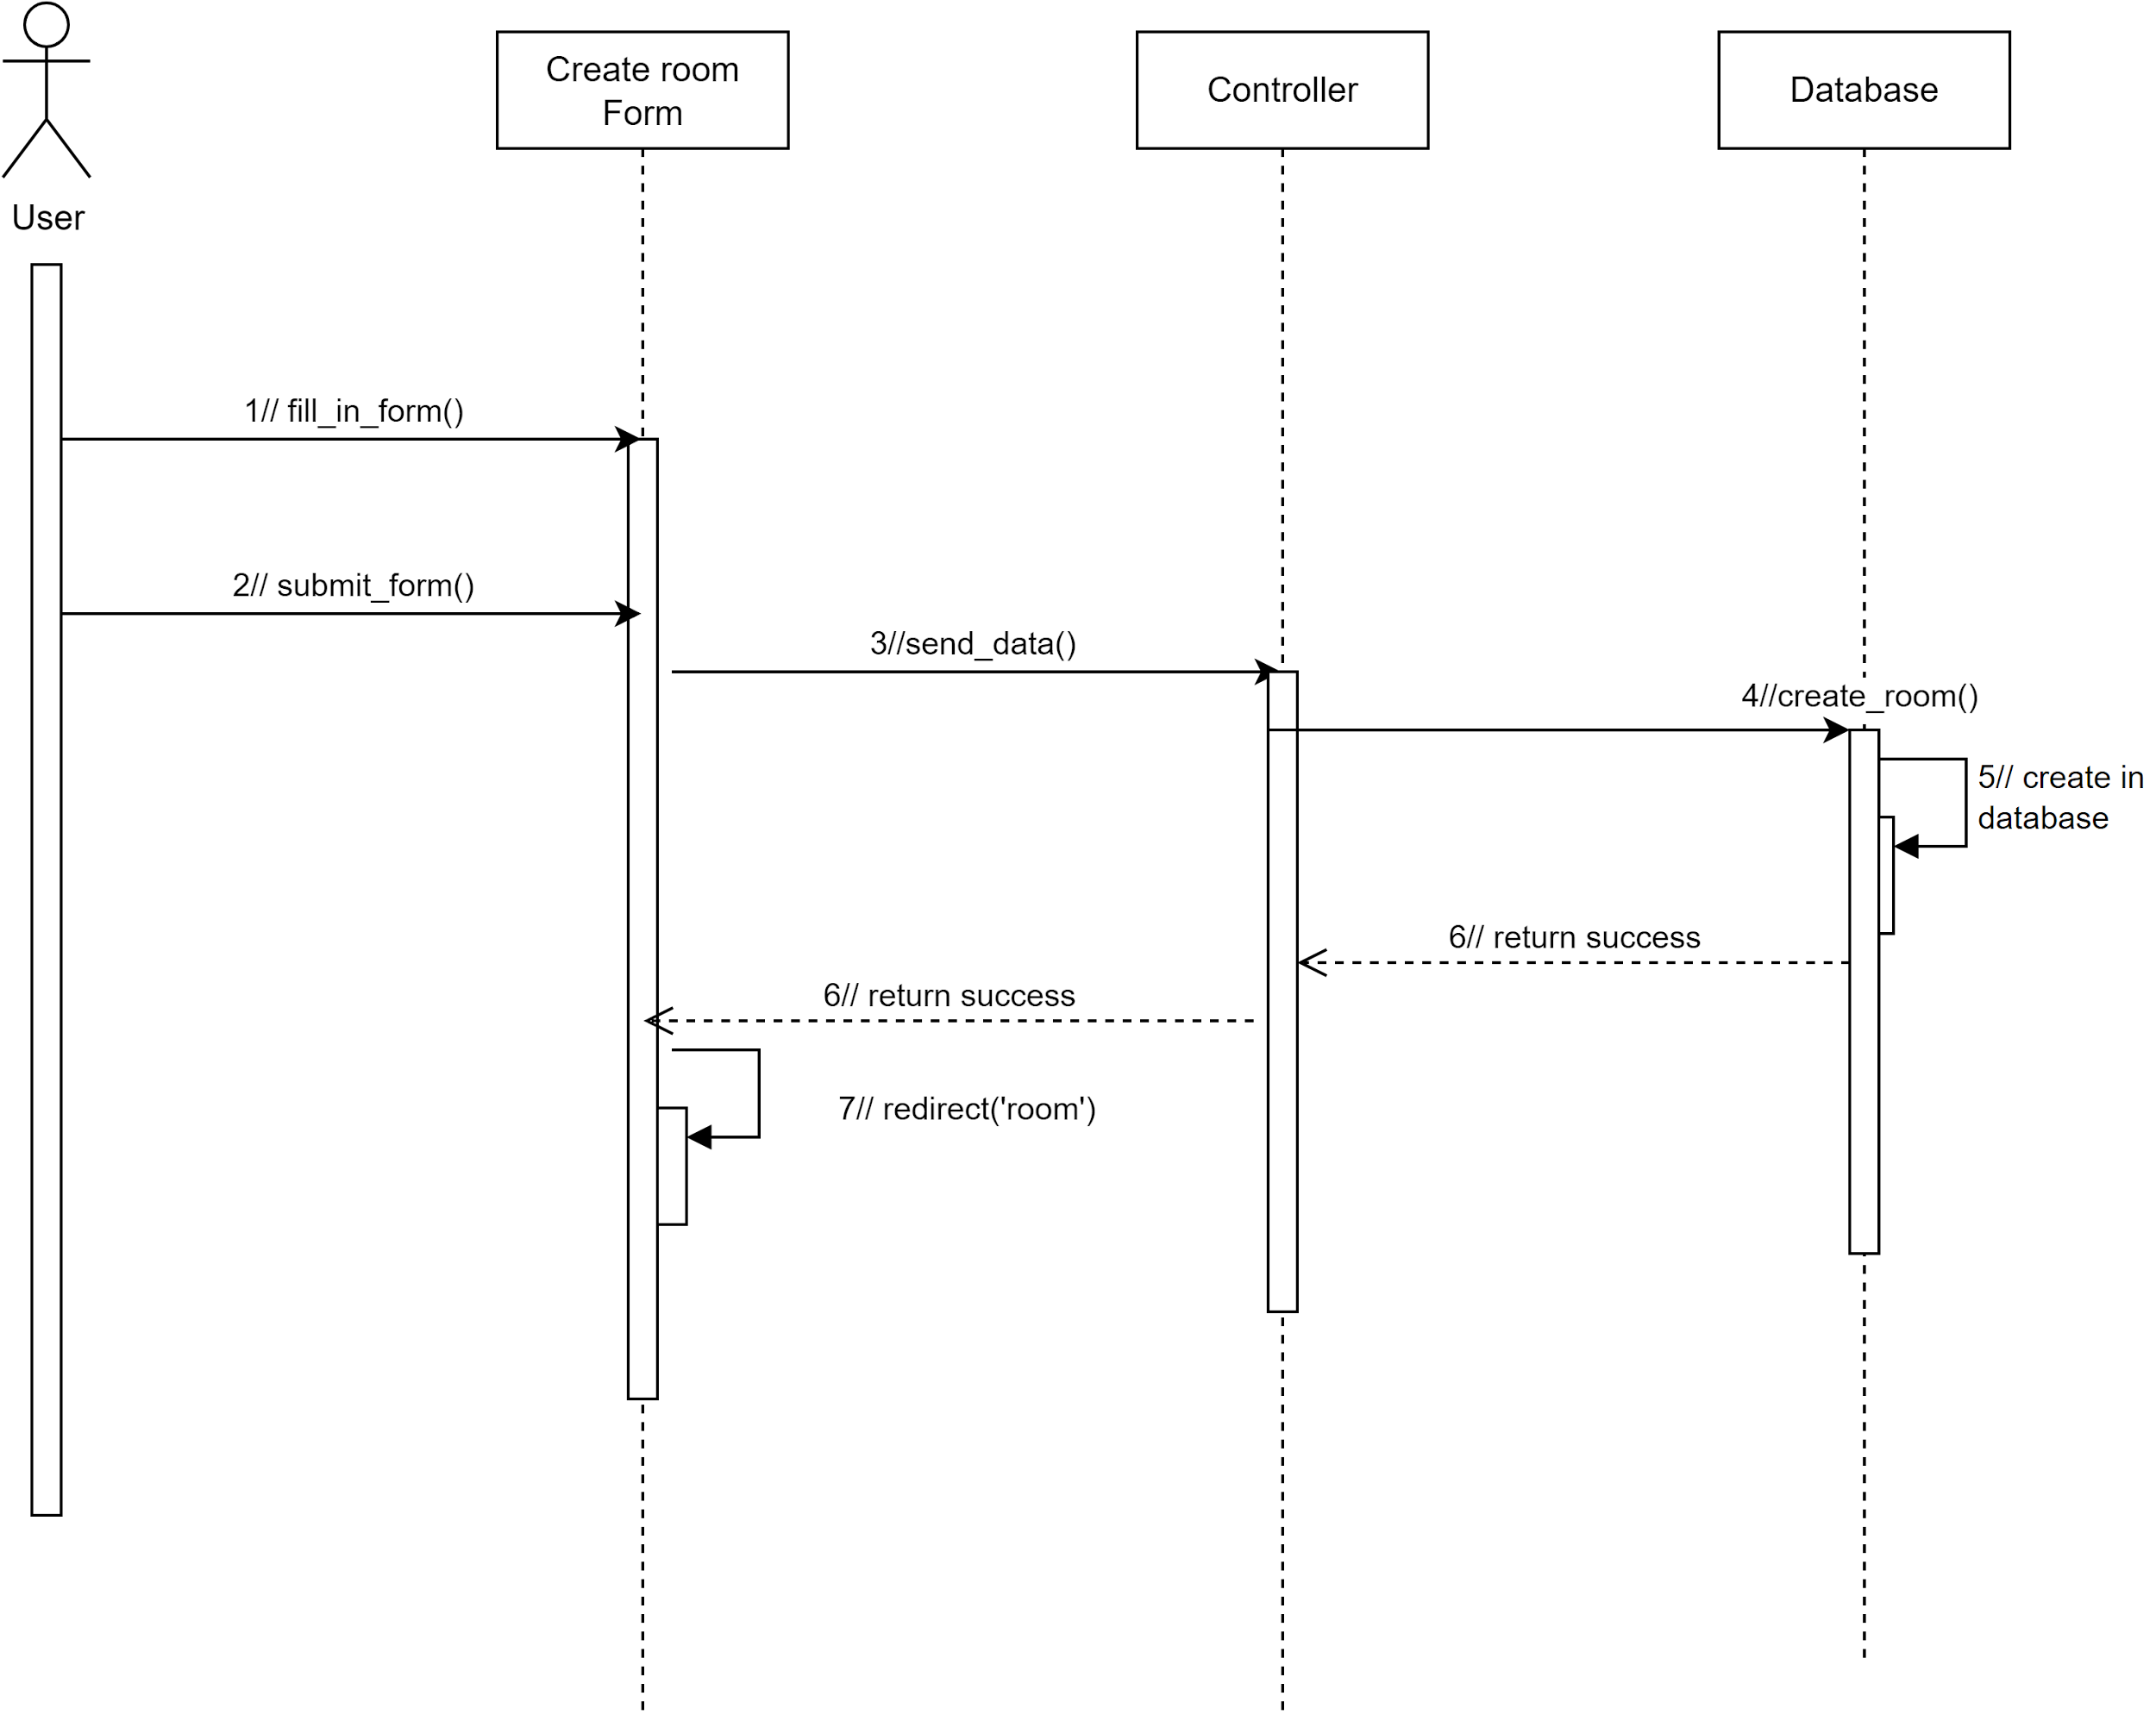 Create room
Form
Controller
Database
User
1// fill_in_form()
2// submit_form()
3//send_data()
4//create_room()
5// create in
database
6// return success
6// return success
7// redirect('room')